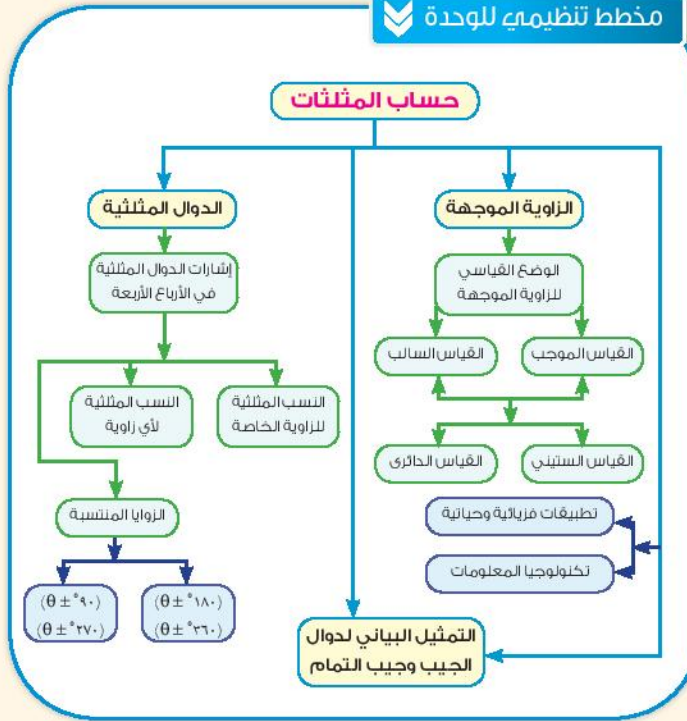 مخطط تنظيمي للوحدة
حساب المثلثات
الزاوية الموجهة
الدوال المثلثية
الوضع القياسي
للزاوية الموجهة
إشارات الدوال المثلثية
في الأرباع الأربعة
القياس الموجب
القياس السالب
النسب المثلثية
للزاوية الخاصة
النسب المثلثية
لأي زاوية
القياس الستيني
القياس الدائرى
الزوايا المنتسبة
تطبيقات فزيائية وحياتية
تكنولوجيا المعلومات
(١٨٠° ± θ)
(٣٦٠° ± θ)
(٩٠° ± θ)
(٢٧٠° ± θ)
التمثيل البياني لدوال
الجيب وجيب التمام